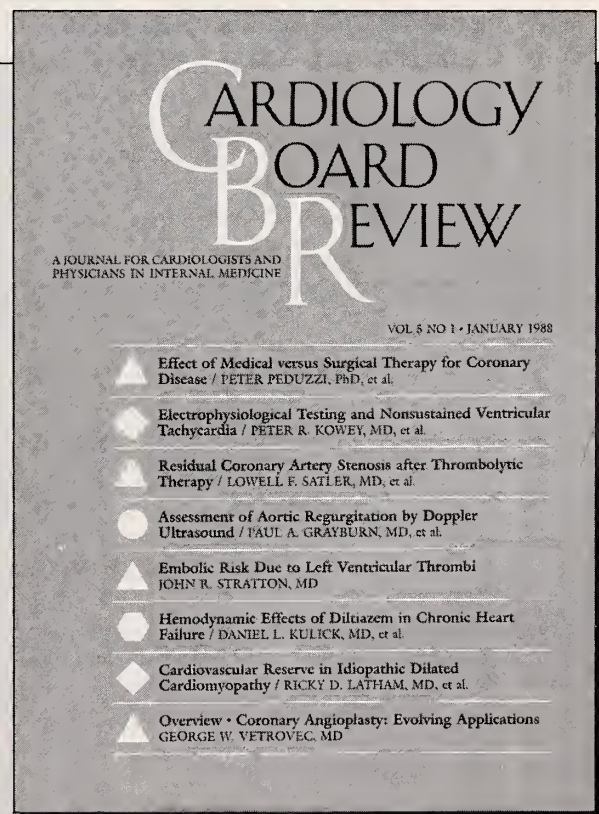 CARDIOLOGY
BOARD
REVIEW
A JOURNAL FOR CARDIOLOGISTS AND
PHYSICIANS IN INTERNAL MEDICINE
VOL 5 NO 1 • JANUARY 1988
Effect of Medical versus Surgical Therapy for Coronary
Disease / PETER PEDUZZI, PhD, et al.
Electrophysiological Testing and Nonsustained Ventricular
Tachycardia / PETER R. KOWEY, MD, et al.
Residual Coronary Artery Stenosis after Thrombolytic
Therapy / LOWELL F. SATLER, MD, et al.
Assessment of Aortic Regurgitation by Doppler
Ultrasound / PAUL A. GRAYBURN, MD, et al.
Embolic Risk Due to Left Ventricular Thrombi
JOHN R. STRATTON, MD
Hemodynamic Effects of Diltiazem in Chronic Heart
Failure / DANIEL L. KULICK, MD, et al.
Cardiovascular Reserve in Idiopathic Dilated
Cardiomyopathy / RICKY D. LATHAM, MD, et al.
Overview • Coronary Angioplasty: Evolving Applications
GEORGE W. VETROVEC, MD